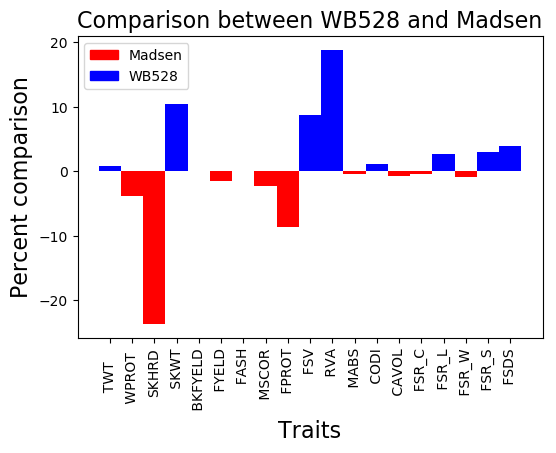 Comparison between WB528 and Madsen
Madsen
WB528
Percent comparison
20
10
0
−10
−20
TWT
WPROT
SKHRD
SKWT
BKFYELD
FYELD
FASH
MSCOR
FPROT
FSV
RVA
MABS
CODI
CAVOL
FSR_C
FSR_L
FSR_W
FSR_S
FSDS
Traits